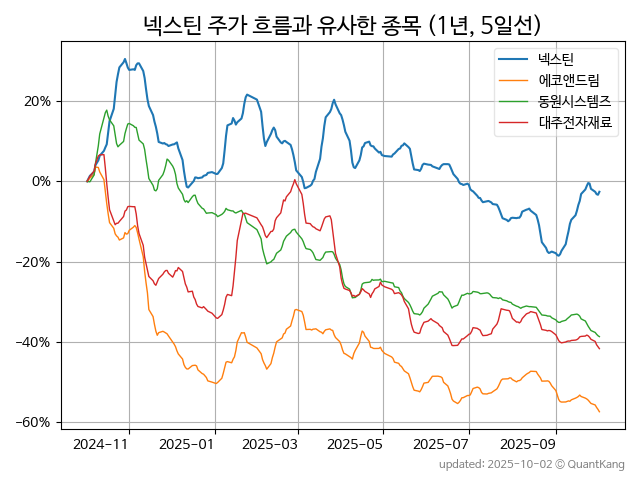 넥스틴 주가 흐름과 유사한 종목 (1년, 5일선)
넥스틴
에코앤드림
동원시스템즈
대주전자재료
20%
0%
−20%
−40%
−60%
2024-11 2025-01 2025-03 2025-05 2025-07 2025-09
updated: 2025-10-02 © QuantKang